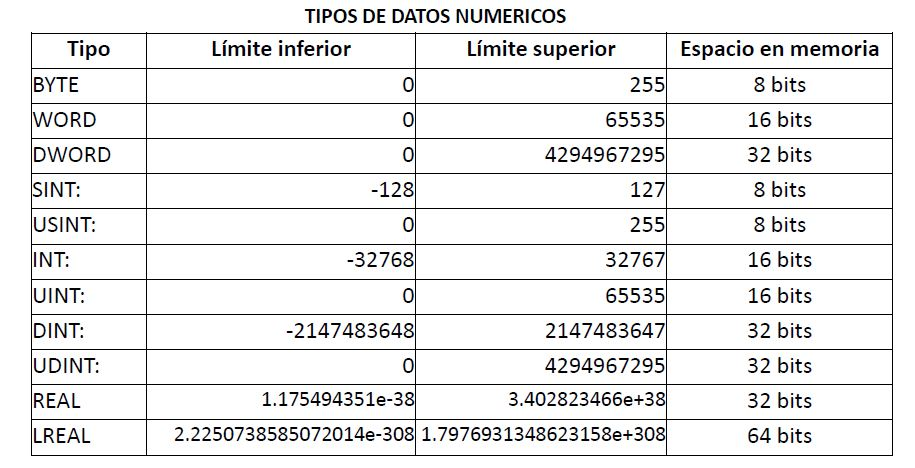 TIPOS DE DATOS NUMERICOS
Tipo Límite inferior Límite superior Espacio en memoria
BYTE 0 255 8 bits
WORD 0 65535 16 bits
DWORD 0 4294967295 32 bits
SINT: -128 127 8 bits
USINT: 0 255 8 bits
INT: -32768 32767 16 bits
UINT: 0 65535 16 bits
DINT: -2147483648 2147483647 32 bits
UDINT: 0 4294967295 32 bits
REAL 1.175494351e-38 3.402823466e+38 32 bits
LREAL 2.2250738585072014e-308 1.7976931348623158e+308 64 bits